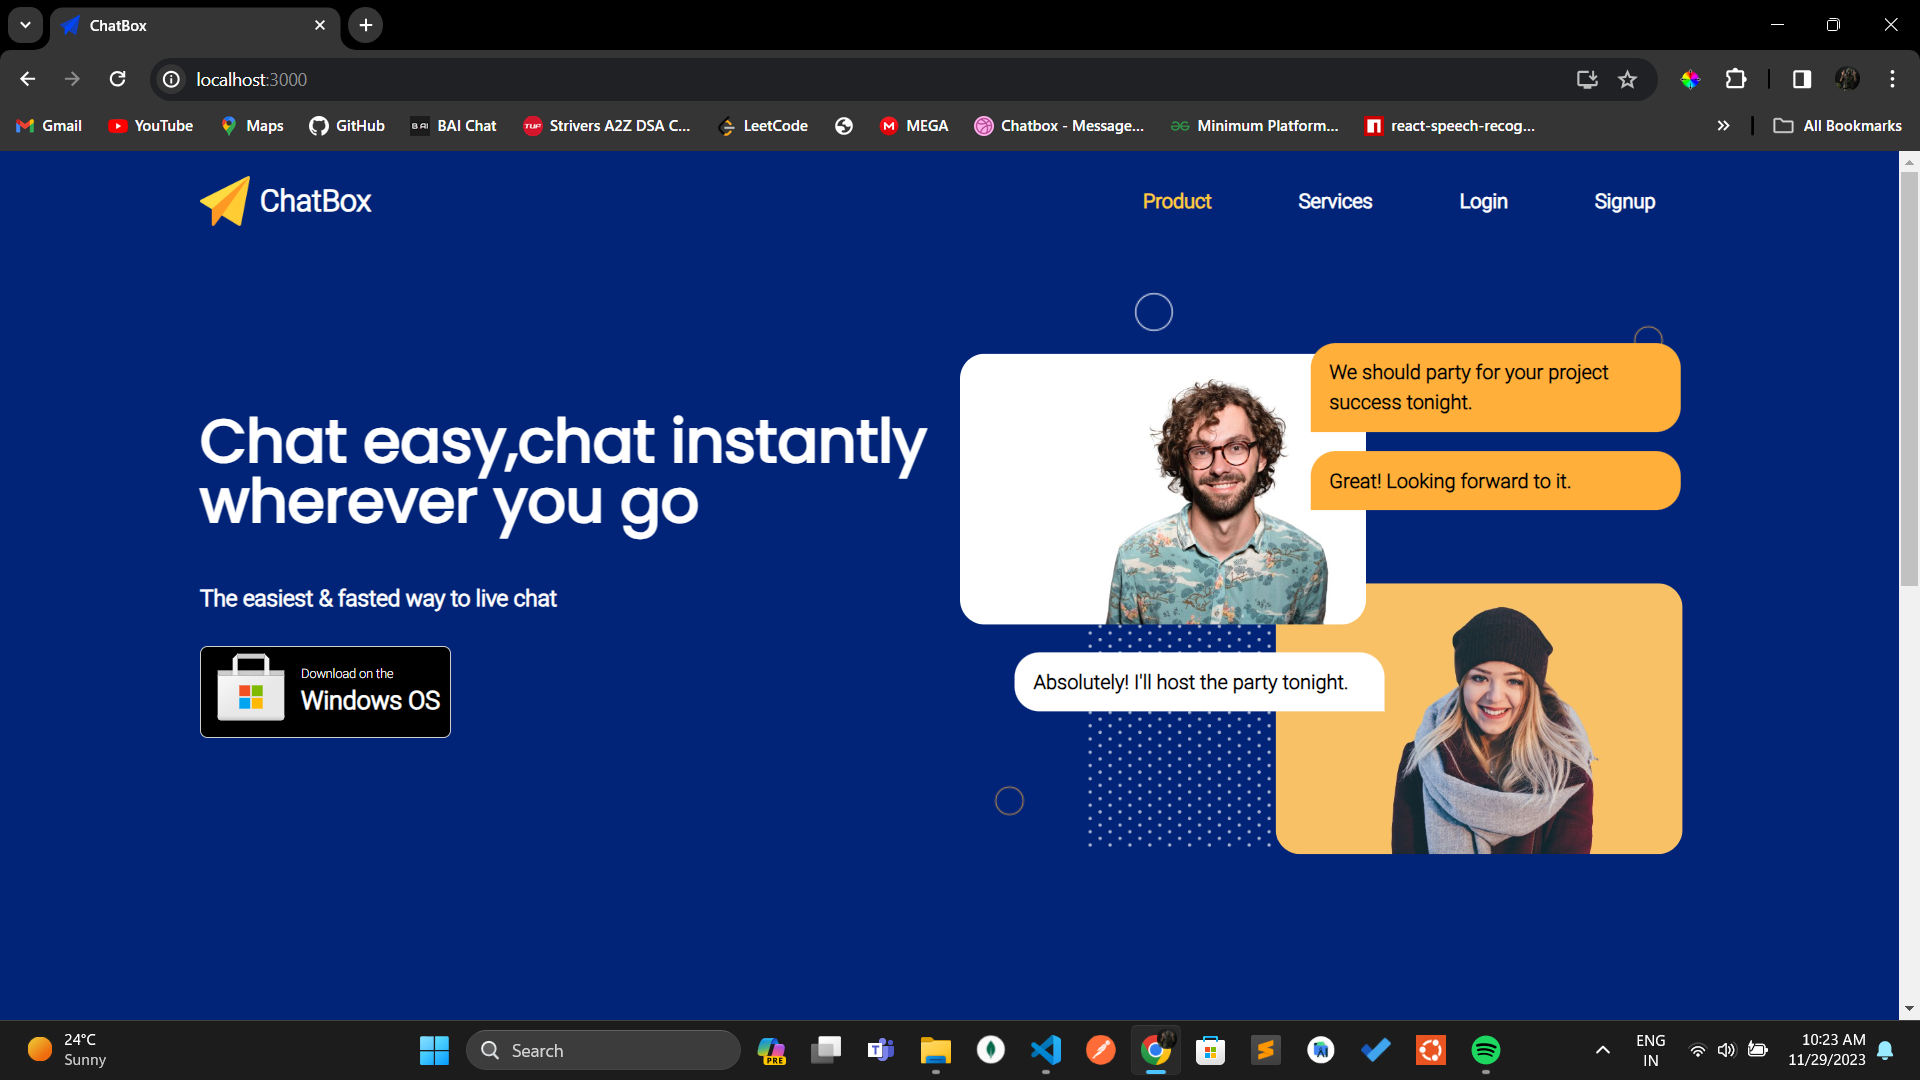 ChatBox
localhost:3000
Gmail
YouTube
Maps
GitHub
B AI
BAI Chat
TUF
Strivers A2Z DSA C...
LeetCode
M
MEGA
Chatbox - Message...
Minimum Platform...
react-speech-recog...
All Bookmarks
ChatBox
Product
Services
Login
Signup
We should party for your project
success tonight.
Great! Looking forward to it.
Chat easy,chat instantly
wherever you go
The easiest & fasted way to live chat
Download on the
Windows OS
Absolutely! I'll host the party tonight.
24°C
Sunny
Search
PRE
ENG
IN
10:23 AM
11/29/2023